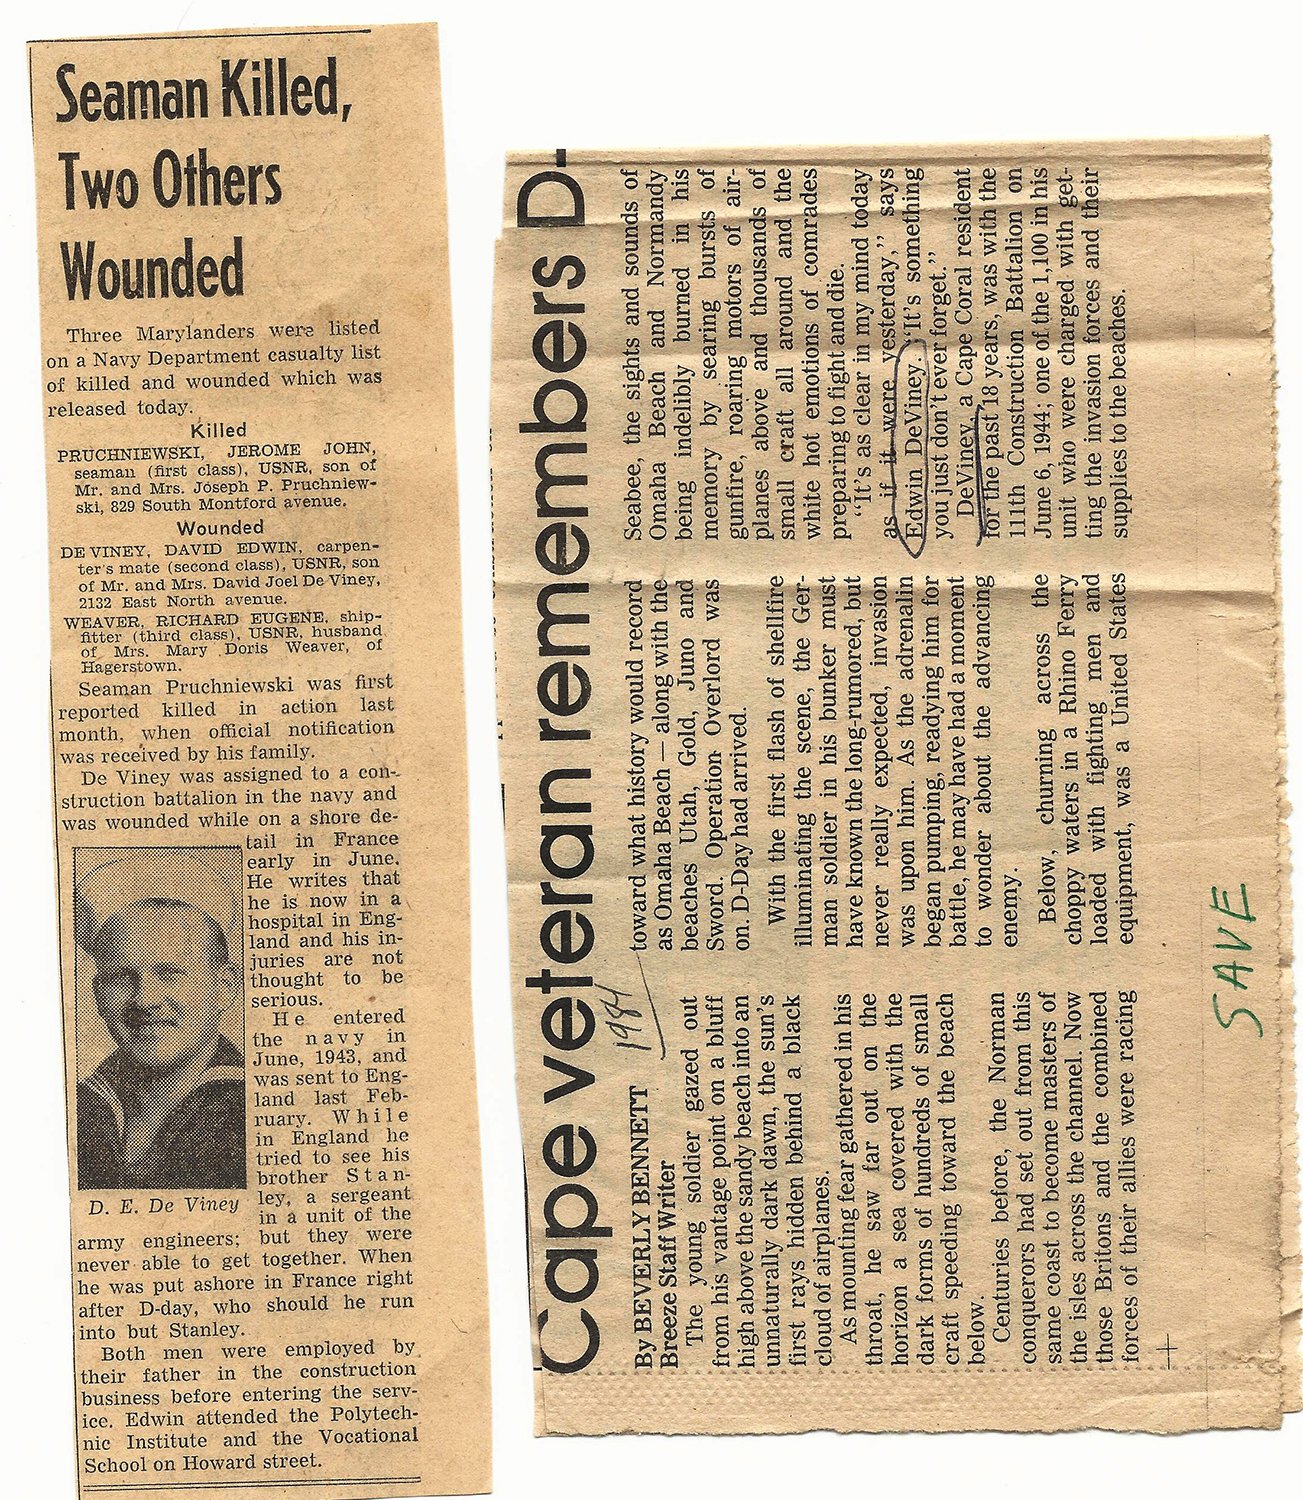 Seaman Killed,
Two Others
Wounded
Three Marylanders were listed
on a Navy Department casualty list
of killed and wounded which was
released today.
Killed
PRUCHNIEWSKI, JEROME JOHN,
seaman (first class), USNR, son of
Mr. and Mrs. Joseph P. Pruchniew-
ski, 829 South Montford avenue.
Wounded
DE VINEY, DAVID EDWIN, carpen-
ter's mate (second class), USNR, son
of Mr. and Mrs. David Joel De Viney,
2132 East North avenue.
WEAVER, RICHARD EUGENE, ship-
fitter (third class), USNR, husband
of Mrs. Mary Doris Weaver, of
Hagerstown.
Seaman Pruchniewski was first
reported killed in action last
month, when official notification
was received by his family.
De Viney was assigned to a con-
struction battalion in the navy and
was wounded while on a shore de-
tail in France
early in June.
He writes that
he is now in a
hospital in Eng-
land and his in-
juries are not
thought to be
serious.
He entered
the navy in
June, 1943, and
was sent to Eng-
land last Feb-
ruary. While
in England he
tried to see his
brother Stan-
ley, a sergeant
in a unit of the
D. E. De Viney
army engineers; but they were
never able to get together. When
he was put ashore in France right
after D-day, who should he run
into but Stanley.
Both men were employed by
their father in the construction
business before entering the serv-
ice. Edwin attended the Polytech-
nic Institute and the Vocational
School on Howard street.
Cape veteran remembers D-
1984
By BEVERLY BENNETT
Breeze Staff Writer
The young soldier gazed out
from his vantage point on a bluff
high above the sandy beach into an
unnaturally dark dawn, the sun's
first rays hidden behind a black
cloud of airplanes.
As mounting fear gathered in his
throat, he saw far out on the
horizon a sea covered with the
dark forms of hundreds of small
craft speeding toward the beach
below.
Centuries before, the Norman
conquerors had set out from this
same coast to become masters of
the isles across the channel. Now
those Britons and the combined
forces of their allies were racing
toward what history would record
as Omaha Beach — along with the
beaches Utah, Gold, Juno and
Sword. Operation Overlord was
on. D-Day had arrived.
With the first flash of shellfire
illuminating the scene, the Ger-
man soldier in his bunker must
have known the long-rumored, but
never really expected, invasion
was upon him. As the adrenalin
began pumping, readying him for
battle, he may have had a moment
to wonder about the advancing
enemy.
Below, churning across the
choppy waters in a Rhino Ferry
loaded with fighting men and
equipment, was a United States
Seabee, the sights and sounds of
Omaha Beach and Normandy
being indelibly burned in his
memory by searing bursts of
gunfire, roaring motors of air-
planes above and thousands of
small craft all around and the
white hot emotions of comrades
preparing to fight and die.
"It's as clear in my mind today
as if it were yesterday," says
Edwin DeViney. "It's something
you just don't ever forget."
DeViney, a Cape Coral resident
for the past 18 years, was with the
111th Construction Battalion on
June 6, 1944; one of the 1,100 in his
unit who were charged with get-
ting the invasion forces and their
supplies to the beaches.
SAVE